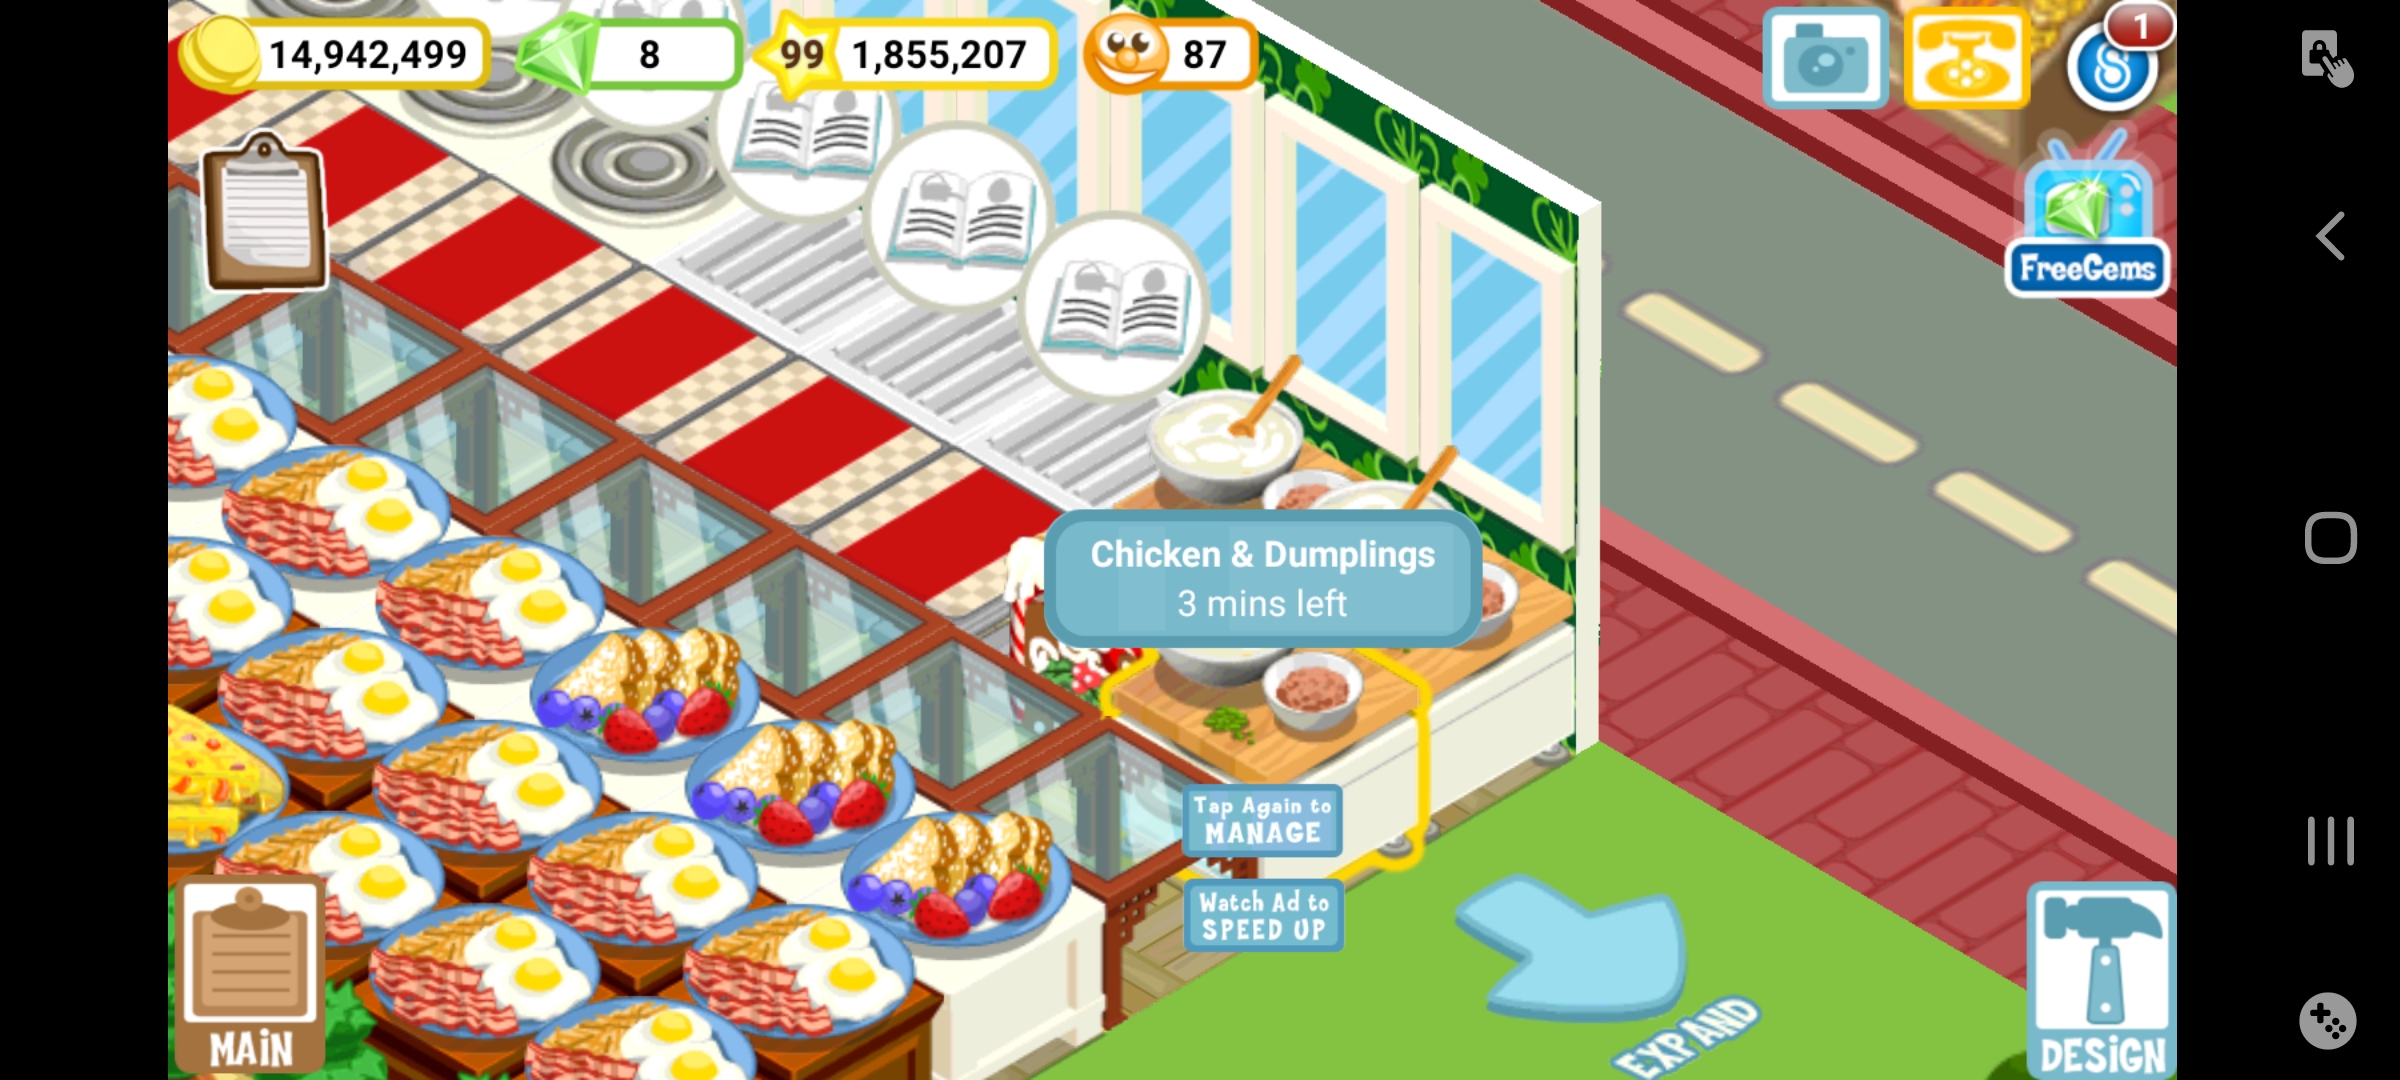 14,942,499
8
99 1,855,207
87
1
FreeGems
Chicken & Dumplings
3 mins left
Tap Again to
MANAGE
Watch Ad to
SPEED UP
EXPAND
MAiN
DESiGN